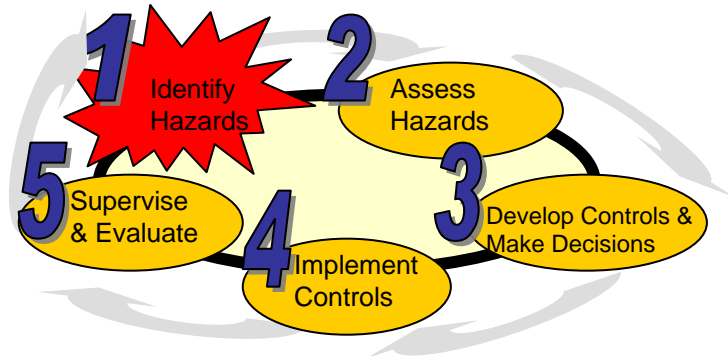 1
Identify
Hazards
2
Assess
Hazards
3
Develop Controls &
Make Decisions
4
Implement
Controls
5
Supervise
& Evaluate